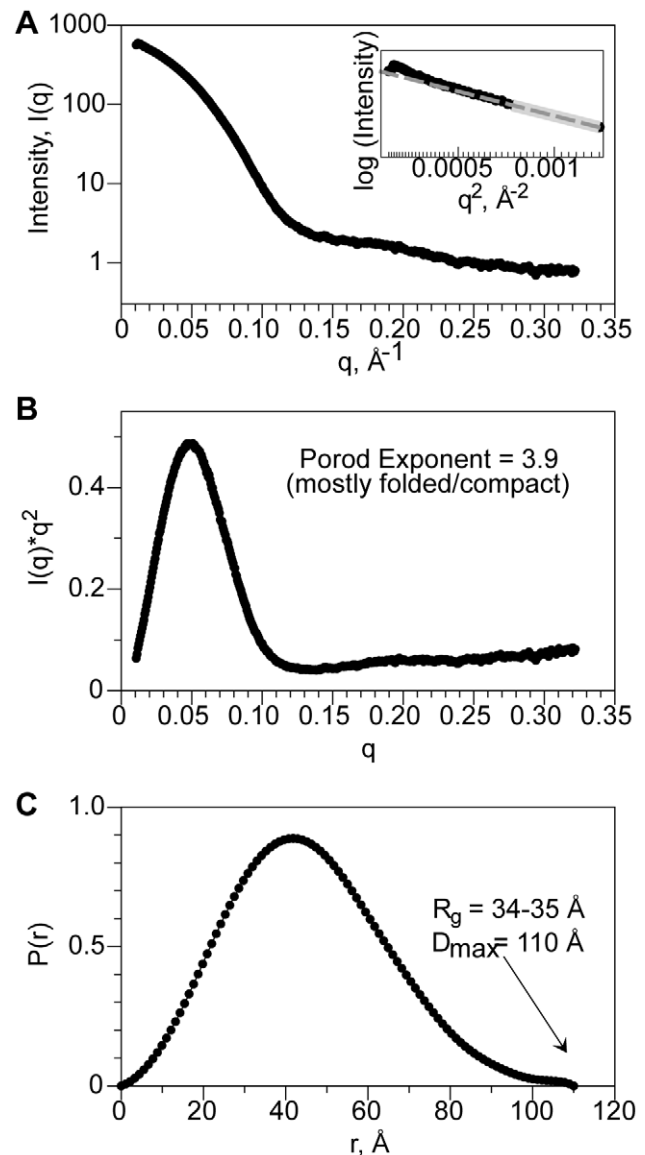 A
1000
100
10
1
Intensity, I(q)
0 0.05 0.10 0.15 0.20 0.25 0.30 0.35
q, Å-1
log (Intensity)
0.0005 0.001
q2, Å-2
B
0.4
0.2
0
I(q)*q2
Porod Exponent = 3.9
(mostly folded/compact)
0 0.05 0.10 0.15 0.20 0.25 0.30 0.35
q
C
1.0
0.5
0
P(r)
Rg = 34-35 Å
Dmax= 110 Å
0 20 40 60 80 100 120
r, Å